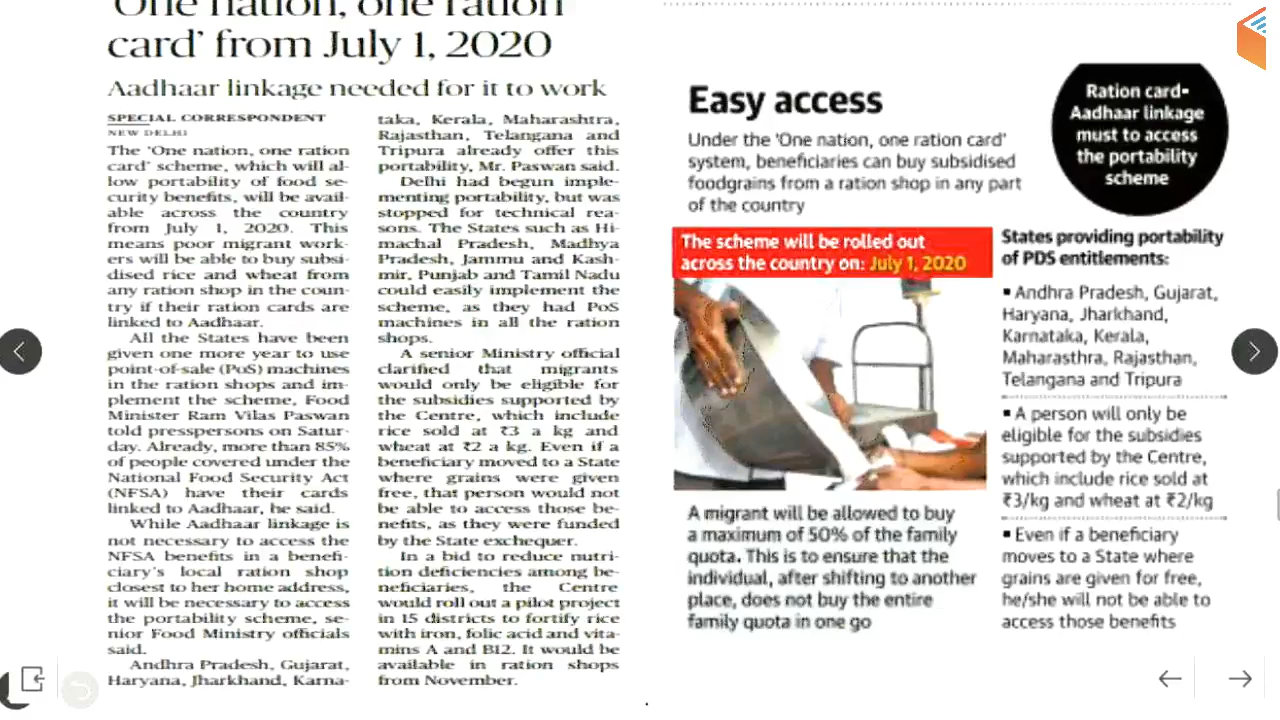 'One nation, one ration
card' from July 1, 2020
Aadhaar linkage needed for it to work
SPECIAL CORRESPONDENT
NEW DELHI
The 'One nation, one ration
card' scheme, which will al-
low portability of food se-
curity benefits, will be avail-
able across the country
from July 1, 2020. This
means poor migrant work-
ers will be able to buy subsi-
dised rice and wheat from
any ration shop in the coun-
try if their ration cards are
linked to Aadhaar.
All the States have been
given one more year to use
point-of-sale (PoS) machines
in the ration shops and im-
plement the scheme, Food
Minister Ram Vilas Paswan
told presspersons on Satur-
day. Already, more than 85%
of people covered under the
National Food Security Act
(NFSA) have their cards
linked to Aadhaar, he said.
While Aadhaar linkage is
not necessary to access the
NFSA benefits in a benefi-
ciary's local ration shop
closest to her home address,
it will be necessary to access
the portability scheme, se-
nior Food Ministry officials
said.
Andhra Pradesh, Gujarat,
Haryana, Jharkhand, Karna-
taka, Kerala, Maharashtra,
Rajasthan, Telangana and
Tripura already offer this
portability, Mr. Paswan said.
Delhi had begun imple-
menting portability, but was
stopped for technical rea-
sons. The States such as Hi-
machal Pradesh, Madhya
Pradesh, Jammu and Kash-
mir, Punjab and Tamil Nadu
could easily implement the
scheme, as they had PoS
machines in all the ration
shops.
A senior Ministry official
clarified that migrants
would only be eligible for
the subsidies supported by
the Centre, which include
rice sold at ₹3 a kg and
wheat at ₹2 a kg. Even if a
beneficiary moved to a State
where grains were given
free, that person would not
be able to access those be-
nefits, as they were funded
by the State exchequer.
In a bid to reduce nutri-
tion deficiencies among be-
neficiaries, the Centre
would roll out a pilot project
in 15 districts to fortify rice
with iron, folic acid and vita-
mins A and B12. It would be
available in ration shops
from November.
Easy access
Under the 'One nation, one ration card'
system, beneficiaries can buy subsidised
foodgrains from a ration shop in any part
of the country
Ration card-
Aadhaar linkage
must to access
the portability
scheme
The scheme will be rolled out
across the country on: July 1, 2020
A migrant will be allowed to buy
a maximum of 50% of the family
quota. This is to ensure that the
individual, after shifting to another
place, does not buy the entire
family quota in one go
States providing portability
of PDS entitlements:
▪ Andhra Pradesh, Gujarat,
Haryana, Jharkhand,
Karnataka, Kerala,
Maharasthra, Rajasthan,
Telangana and Tripura
▪ A person will only be
eligible for the subsidies
supported by the Centre,
which include rice sold at
₹3/kg and wheat at ₹2/kg
▪ Even if a beneficiary
moves to a State where
grains are given for free,
he/she will not be able to
access those benefits